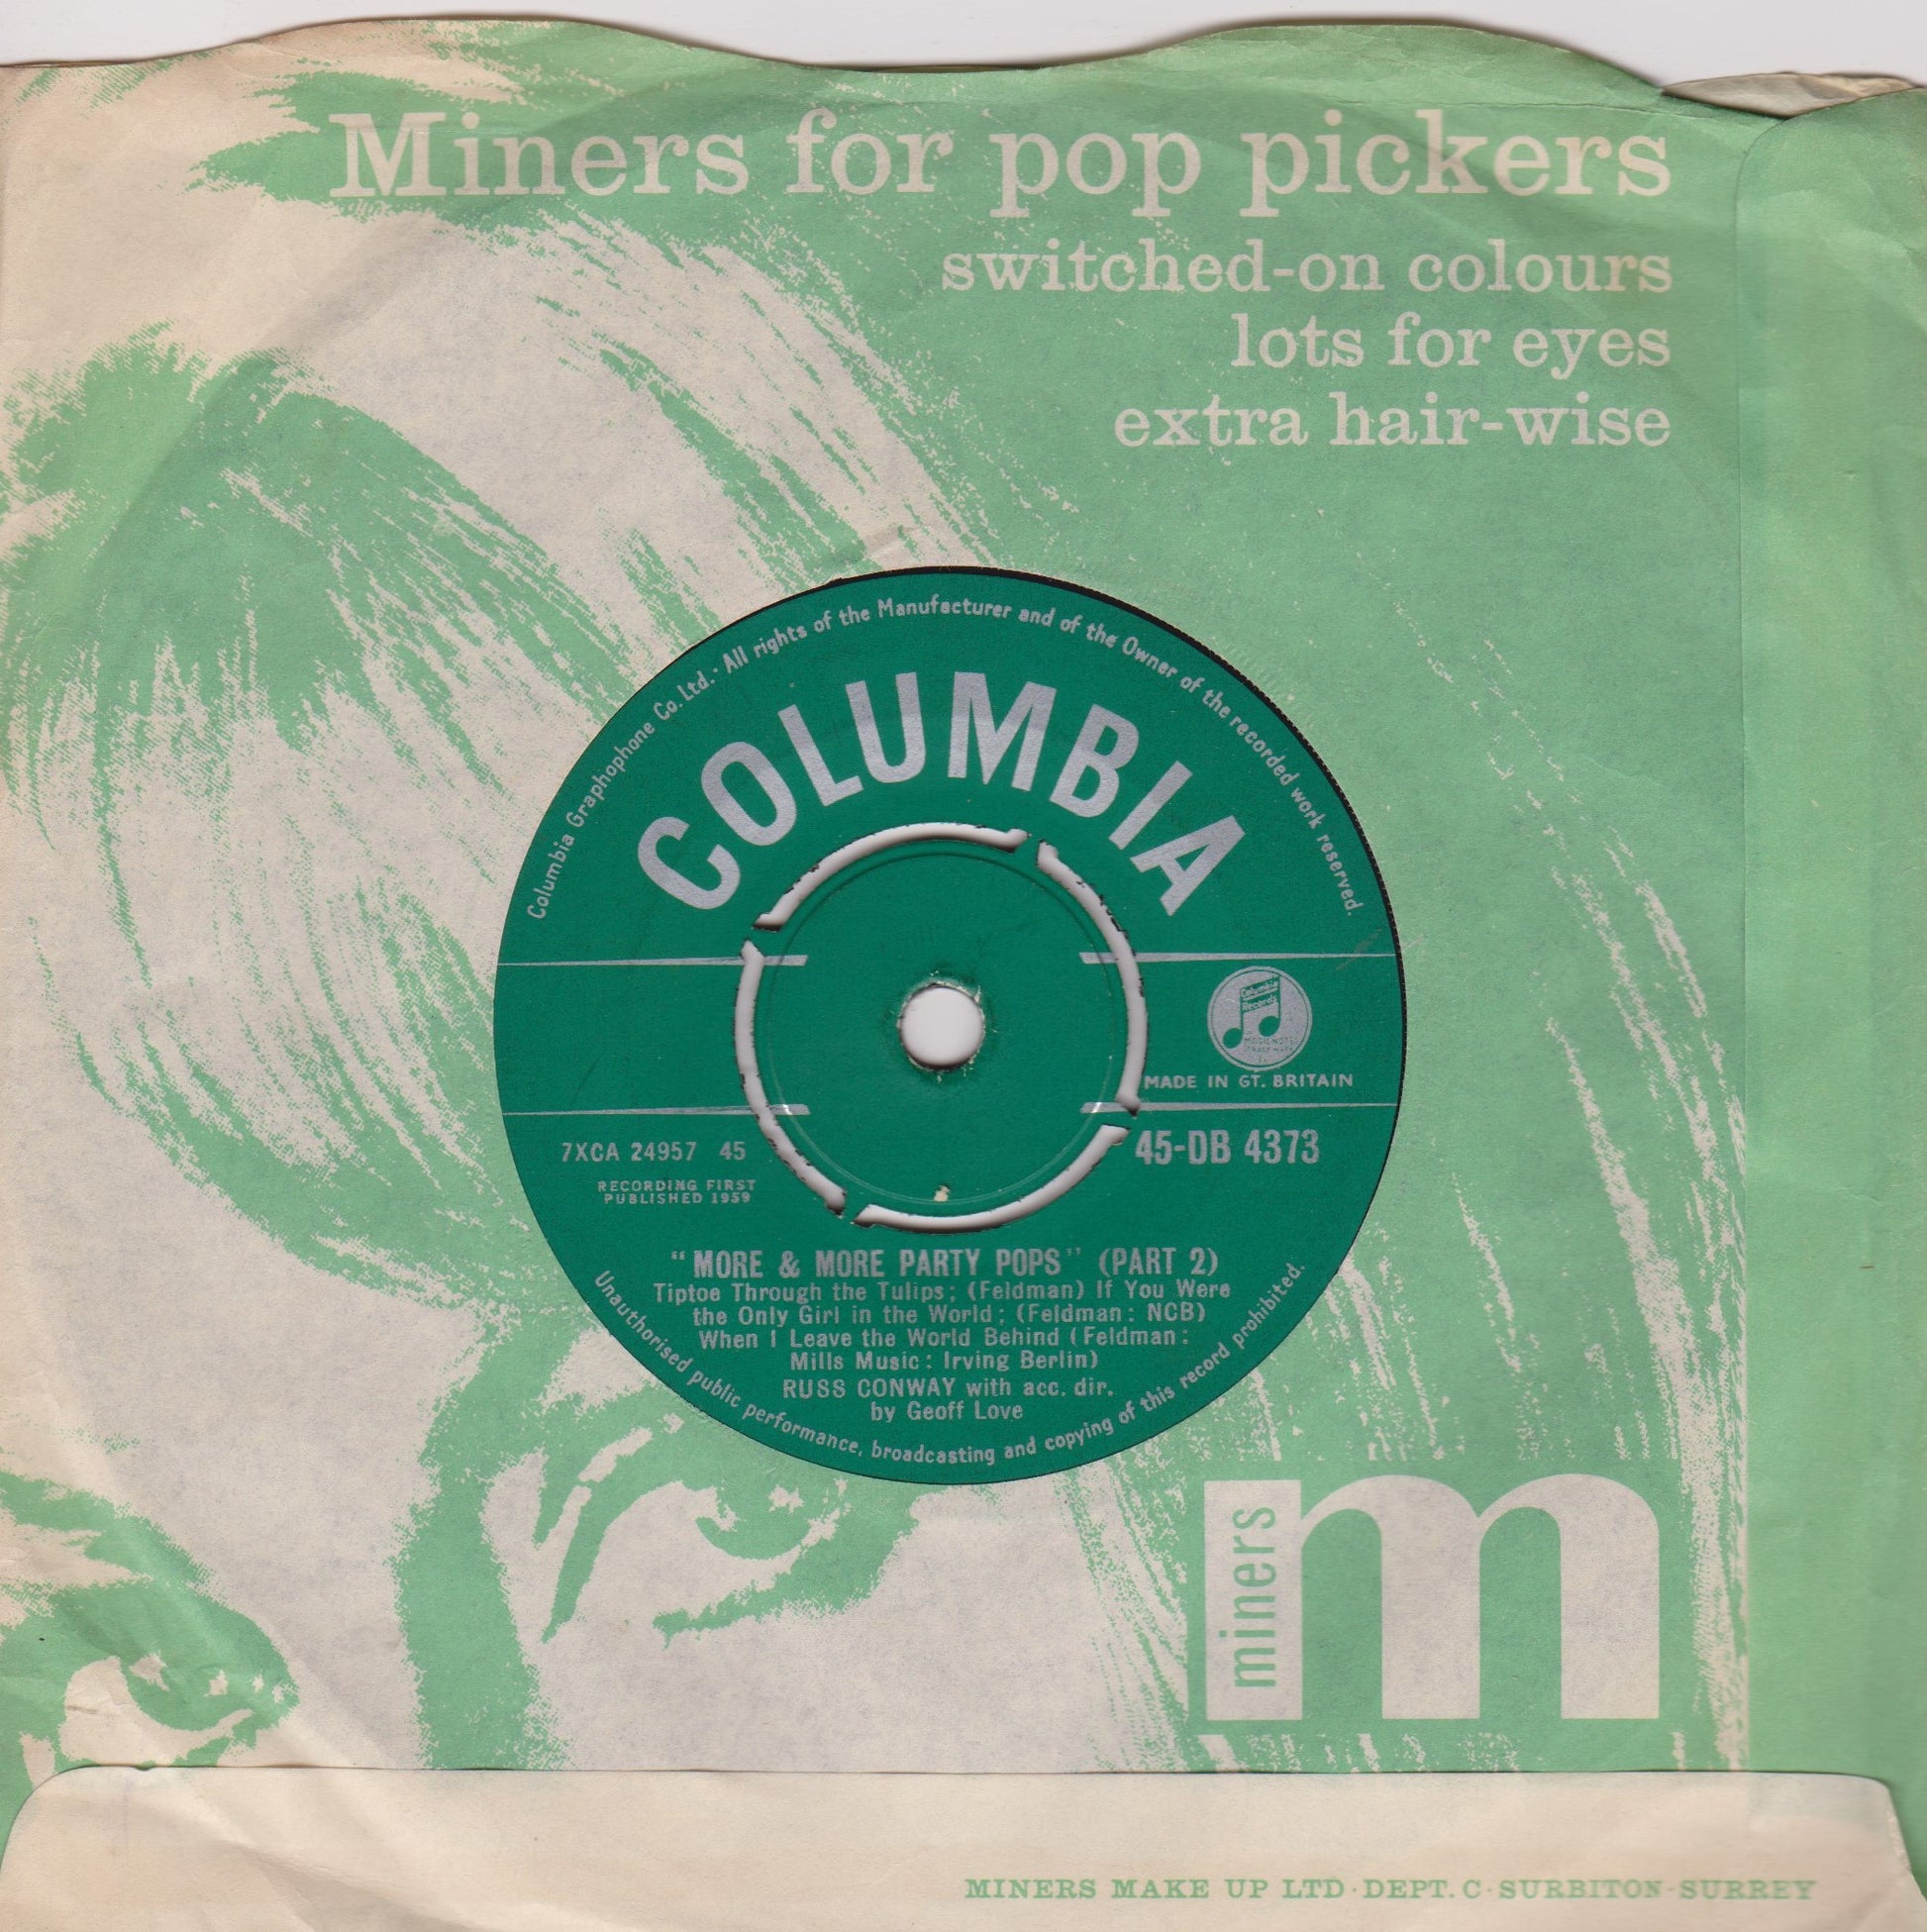 Miners for pop pickers
switched-on colours
lots for eyes
extra hair-wise
Columbia Graphophone Co. Ltd. · All rights of the Manufacturer and of the Owner of the recorded work reserved.
COLUMBIA
Columbia
Records
MADE IN GT. BRITAIN
7XCA 24957 45
45-DB 4373
RECORDING FIRST
PUBLISHED 1959
"MORE & MORE PARTY POPS" (PART 2)
Tiptoe Through the Tulips; (Feldman) If You Were
the Only Girl in the World; (Feldman: NCB)
When I Leave the World Behind (Feldman:
Mills Music: Irving Berlin)
RUSS CONWAY with acc. dir.
by Geoff Love
Unauthorised public performance, broadcasting and copying of this record prohibited.
miners
m
MINERS MAKE UP LTD · DEPT. C · SURBITON · SURREY